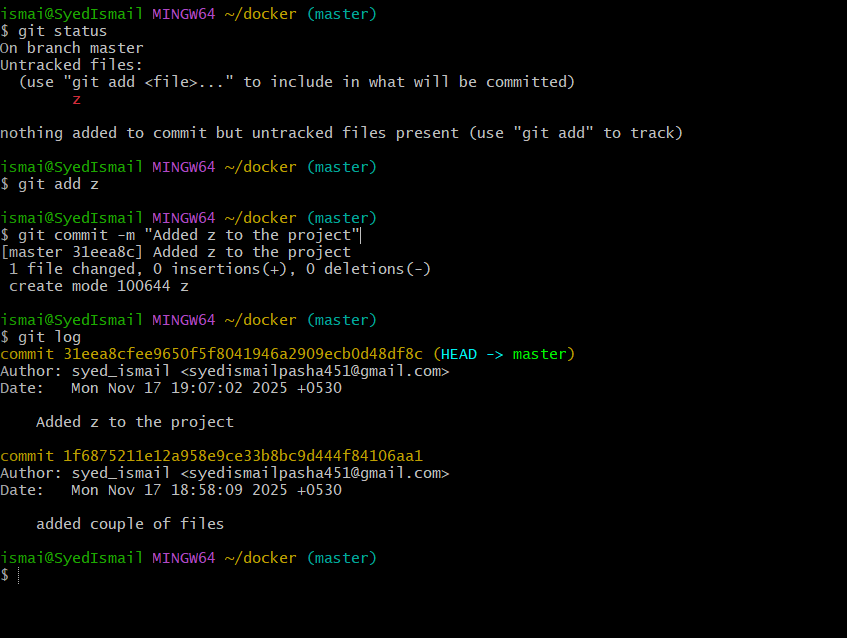 ismai@SyedIsmail MINGW64 ~/docker (master)
$ git status
On branch master
Untracked files:
  (use "git add <file>..." to include in what will be committed)
        z

nothing added to commit but untracked files present (use "git add" to track)

ismai@SyedIsmail MINGW64 ~/docker (master)
$ git add z

ismai@SyedIsmail MINGW64 ~/docker (master)
$ git commit -m "Added z to the project"
[master 31eea8c] Added z to the project
 1 file changed, 0 insertions(+), 0 deletions(-)
 create mode 100644 z

ismai@SyedIsmail MINGW64 ~/docker (master)
$ git log
commit 31eea8cfee9650f5f8041946a2909ecb0d48df8c (HEAD -> master)
Author: syed_ismail <syedismailpasha451@gmail.com>
Date:   Mon Nov 17 19:07:02 2025 +0530

    Added z to the project

commit 1f6875211e12a958e9ce33b8bc9d444f84106aa1
Author: syed_ismail <syedismailpasha451@gmail.com>
Date:   Mon Nov 17 18:58:09 2025 +0530

    added couple of files

ismai@SyedIsmail MINGW64 ~/docker (master)
$